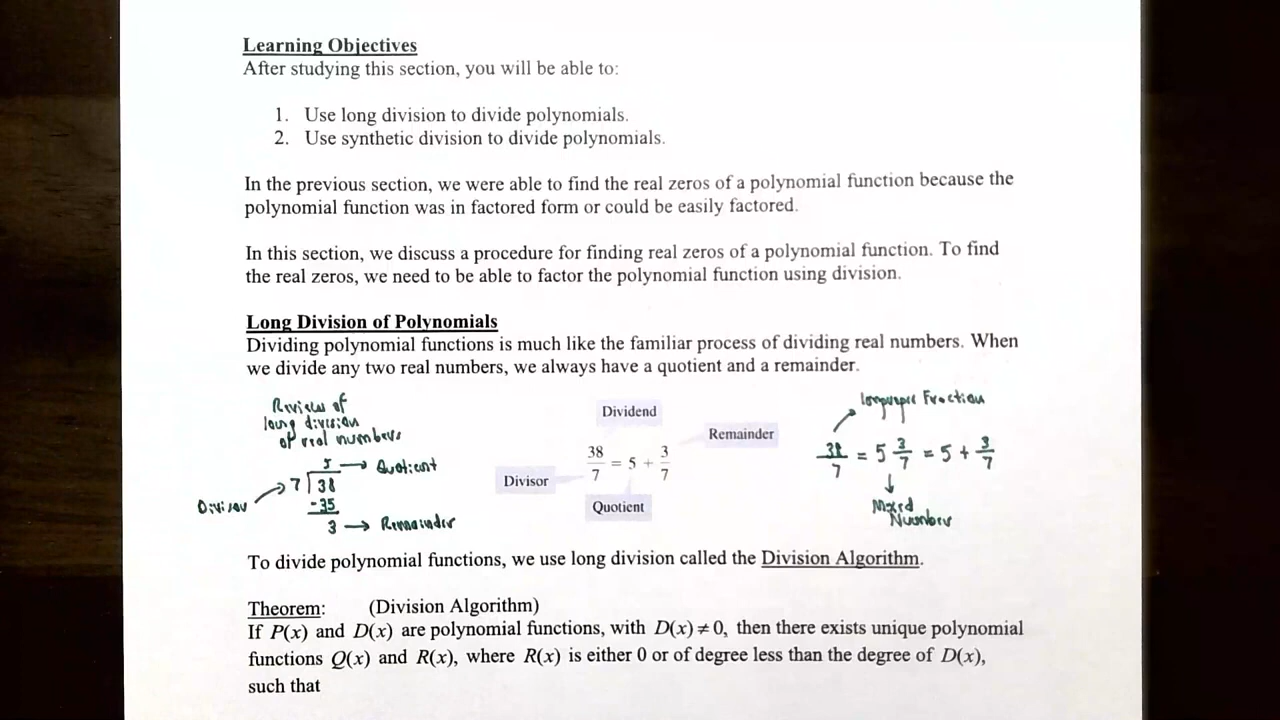 Learning Objectives
After studying this section, you will be able to:
1. Use long division to divide polynomials.
2. Use synthetic division to divide polynomials.
In the previous section, we were able to find the real zeros of a polynomial function because the
polynomial function was in factored form or could be easily factored.
In this section, we discuss a procedure for finding real zeros of a polynomial function. To find
the real zeros, we need to be able to factor the polynomial function using division.
Long Division of Polynomials
Dividing polynomial functions is much like the familiar process of dividing real numbers. When
we divide any two real numbers, we always have a quotient and a remainder.
Review of
long division
of real numbers
5 → Quotient
Divisor → 7 | 38
-35
3 → Remainder
Dividend
Remainder
38/7 = 5 + 3/7
Divisor
Quotient
Improper Fraction
38/7 = 5 3/7 = 5 + 3/7
Mixed
Number
To divide polynomial functions, we use long division called the Division Algorithm.
Theorem: (Division Algorithm)
If P(x) and D(x) are polynomial functions, with D(x) ≠ 0, then there exists unique polynomial
functions Q(x) and R(x), where R(x) is either 0 or of degree less than the degree of D(x),
such that